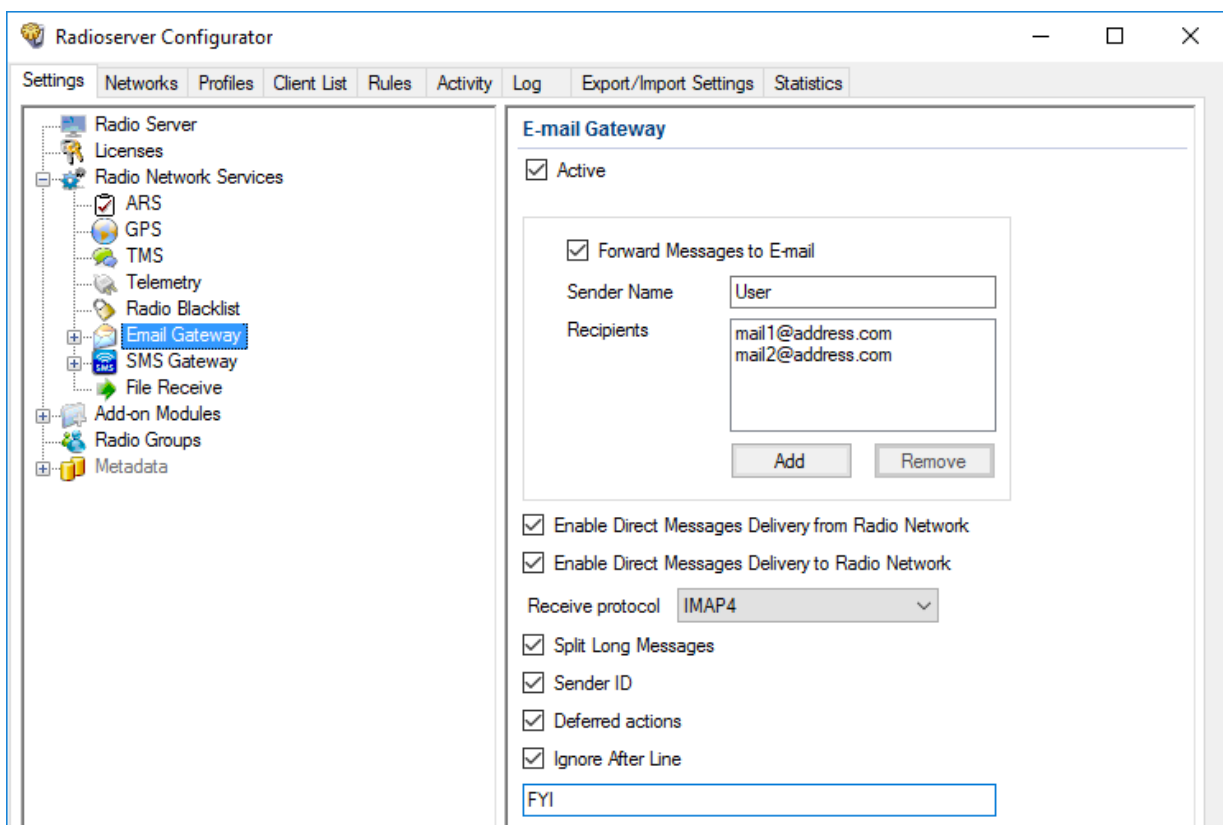 Radioserver Configurator
Settings Networks Profiles Client List Rules Activity Log Export/Import Settings Statistics
Radio Server
Licenses
Radio Network Services
ARS
GPS
TMS
Telemetry
Radio Blacklist
Email Gateway
SMS
SMS Gateway
File Receive
Add-on Modules
Radio Groups
Metadata
E-mail Gateway
Active
Forward Messages to E-mail
Sender Name User
Recipients
mail1@address.com
mail2@address.com
Add Remove
Enable Direct Messages Delivery from Radio Network
Enable Direct Messages Delivery to Radio Network
Receive protocol IMAP4
Split Long Messages
Sender ID
Deferred actions
Ignore After Line
FYI